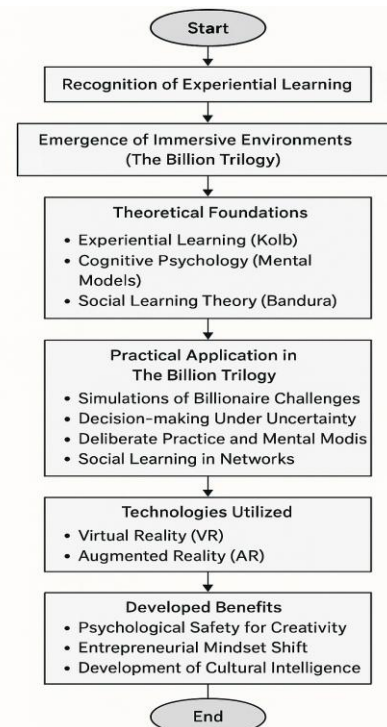 Start
Recognition of Experiential Learning
Emergence of Immersive Environments
(The Billion Trilogy)
Theoretical Foundations
• Experiential Learning (Kolb)
• Cognitive Psychology (Mental
Models)
• Social Learning Theory (Bandura)
Practical Application in
The Billion Trilogy
• Simulations of Billionaire Challenges
• Decision-making Under Uncertainty
• Deliberate Practice and Mental Modis
• Social Learning in Networks
Technologies Utilized
• Virtual Reality (VR)
• Augmented Reality (AR)
Developed Benefits
• Psychological Safety for Creativity
• Entrepreneurial Mindset Shift
• Development of Cultural Intelligence
End